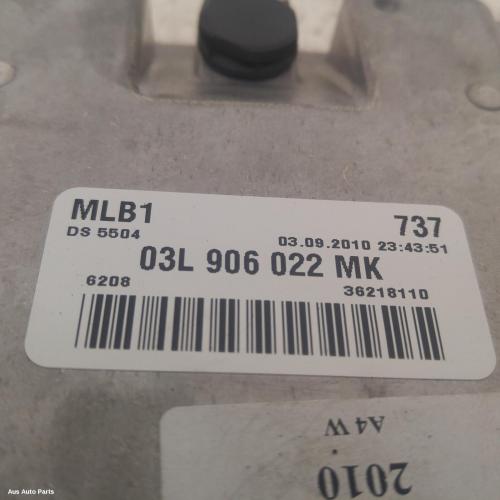 MLB1 737
DS 5504 03.09.2010 23:43:51
03L 906 022 MK
6208 36218110
A4W
2010
Aus Auto Parts